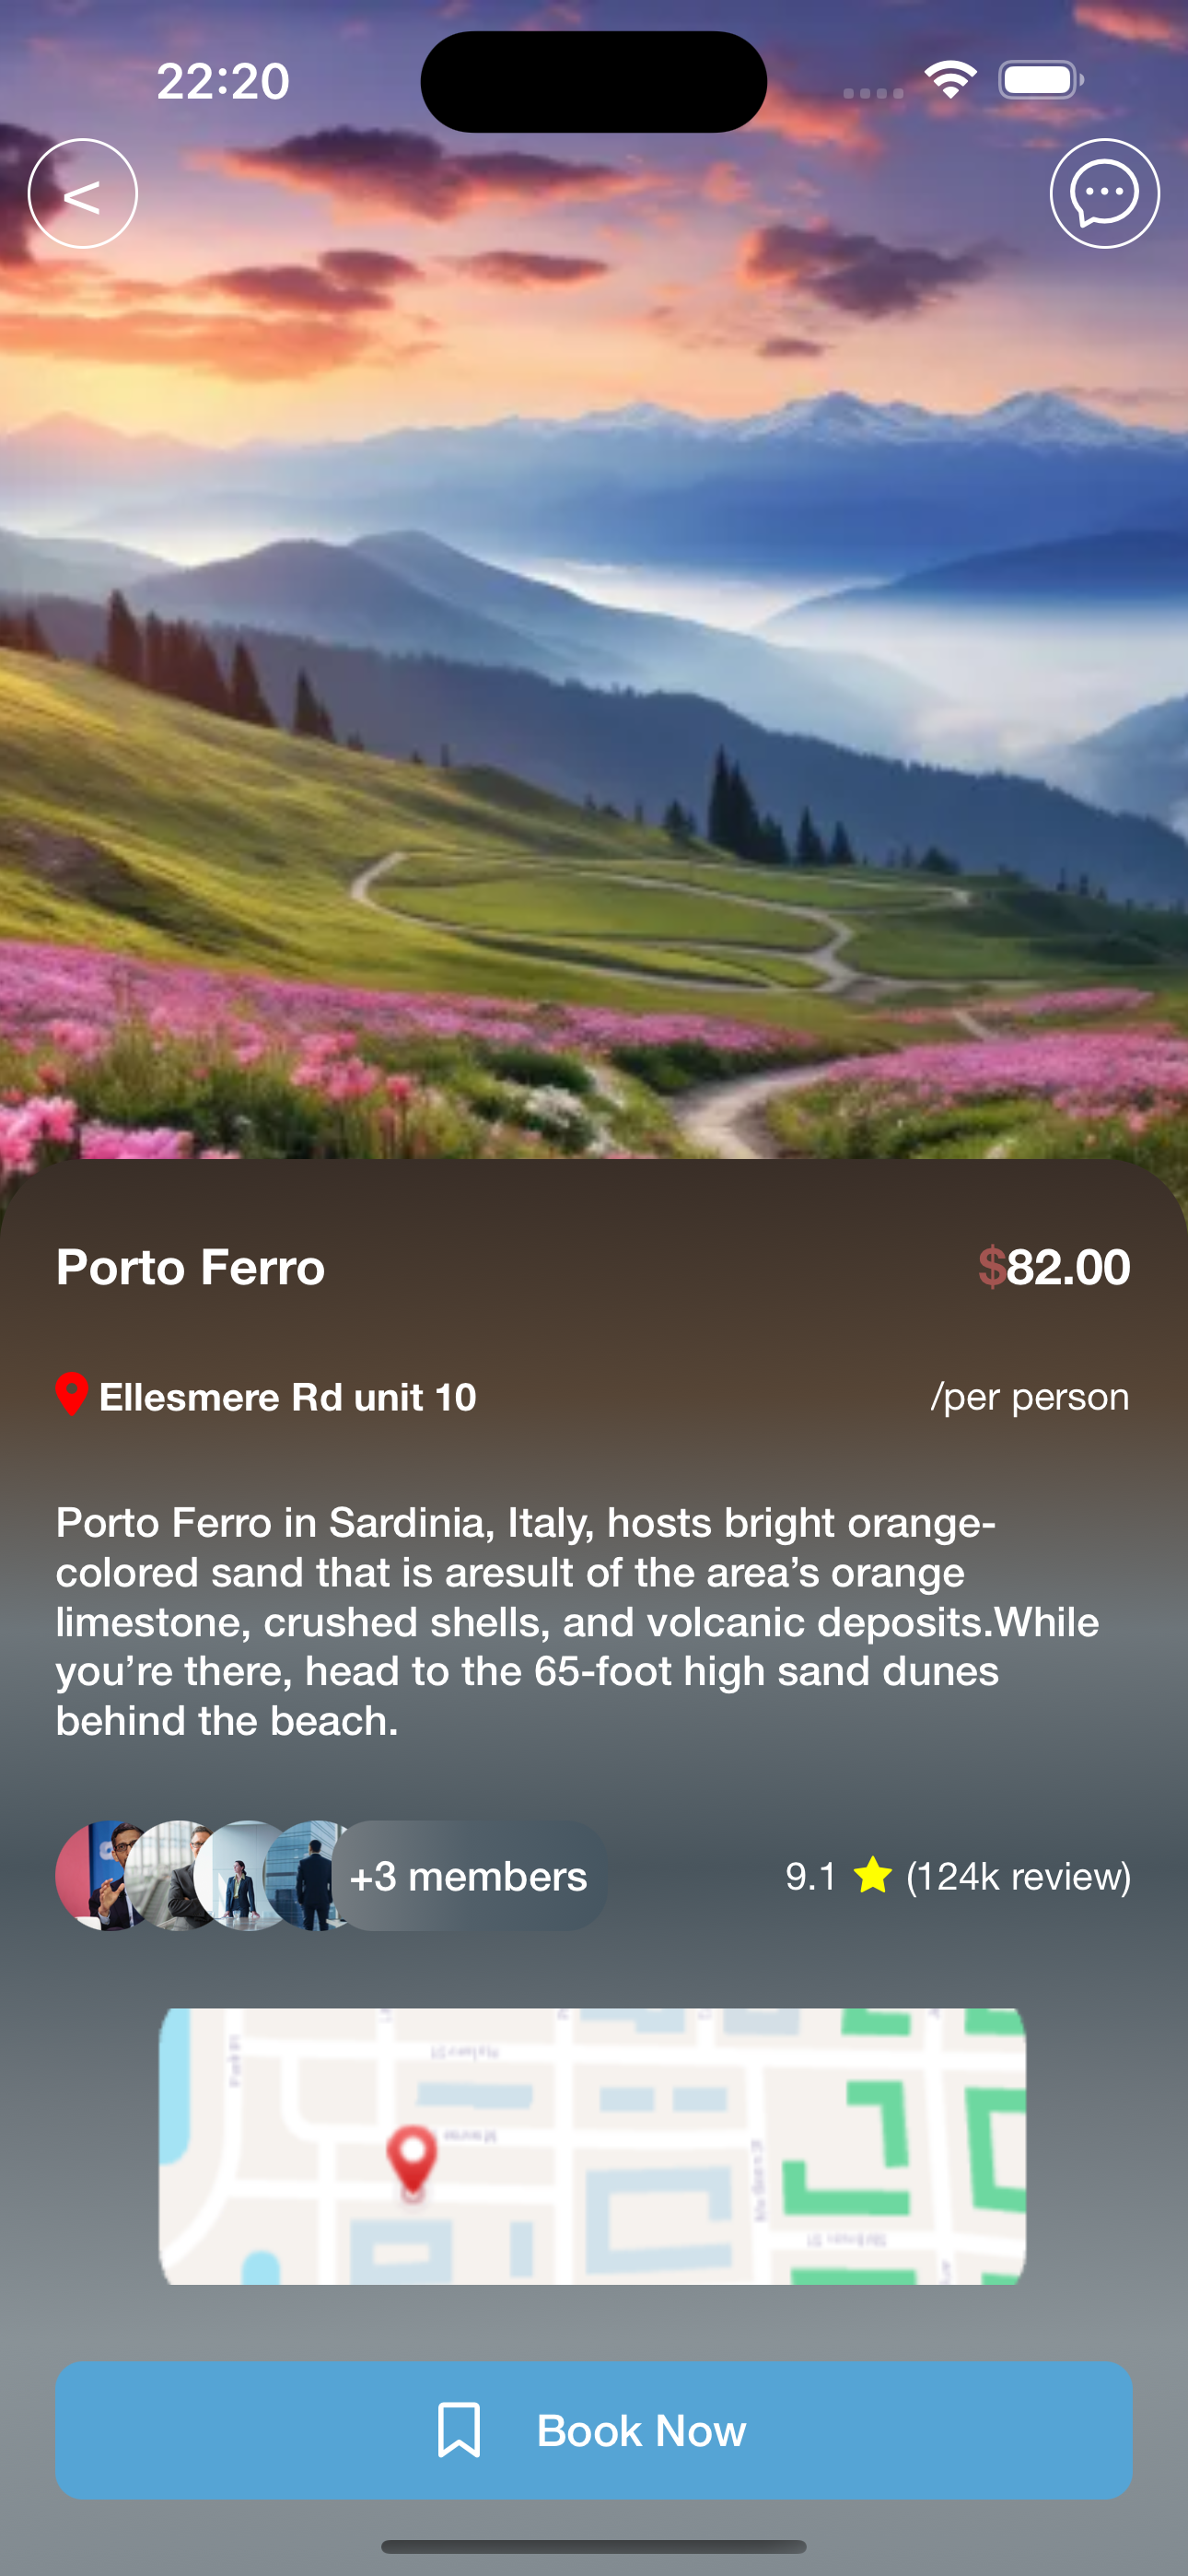 22:20
<
Porto Ferro
$82.00
Ellesmere Rd unit 10
/per person
Porto Ferro in Sardinia, Italy, hosts bright orange-
colored sand that is aresult of the area’s orange
limestone, crushed shells, and volcanic deposits.While
you’re there, head to the 65-foot high sand dunes
behind the beach.
+3 members
9.1 (124k review)
Book Now